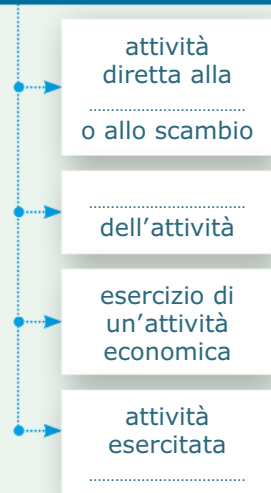 attività
diretta alla
....................................
o allo scambio
....................................
dell’attività
esercizio di
un’attività
economica
attività
esercitata
....................................